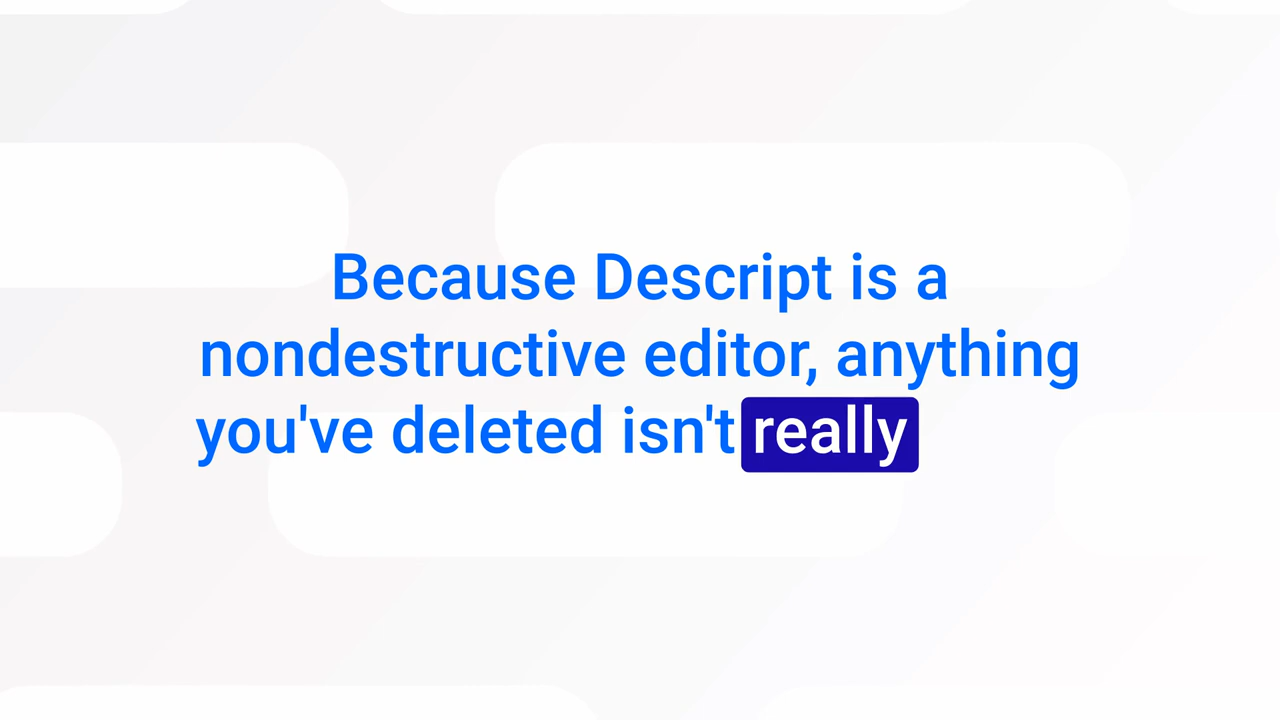 Because Descript is a
nondestructive editor, anything
you've deleted isn't really